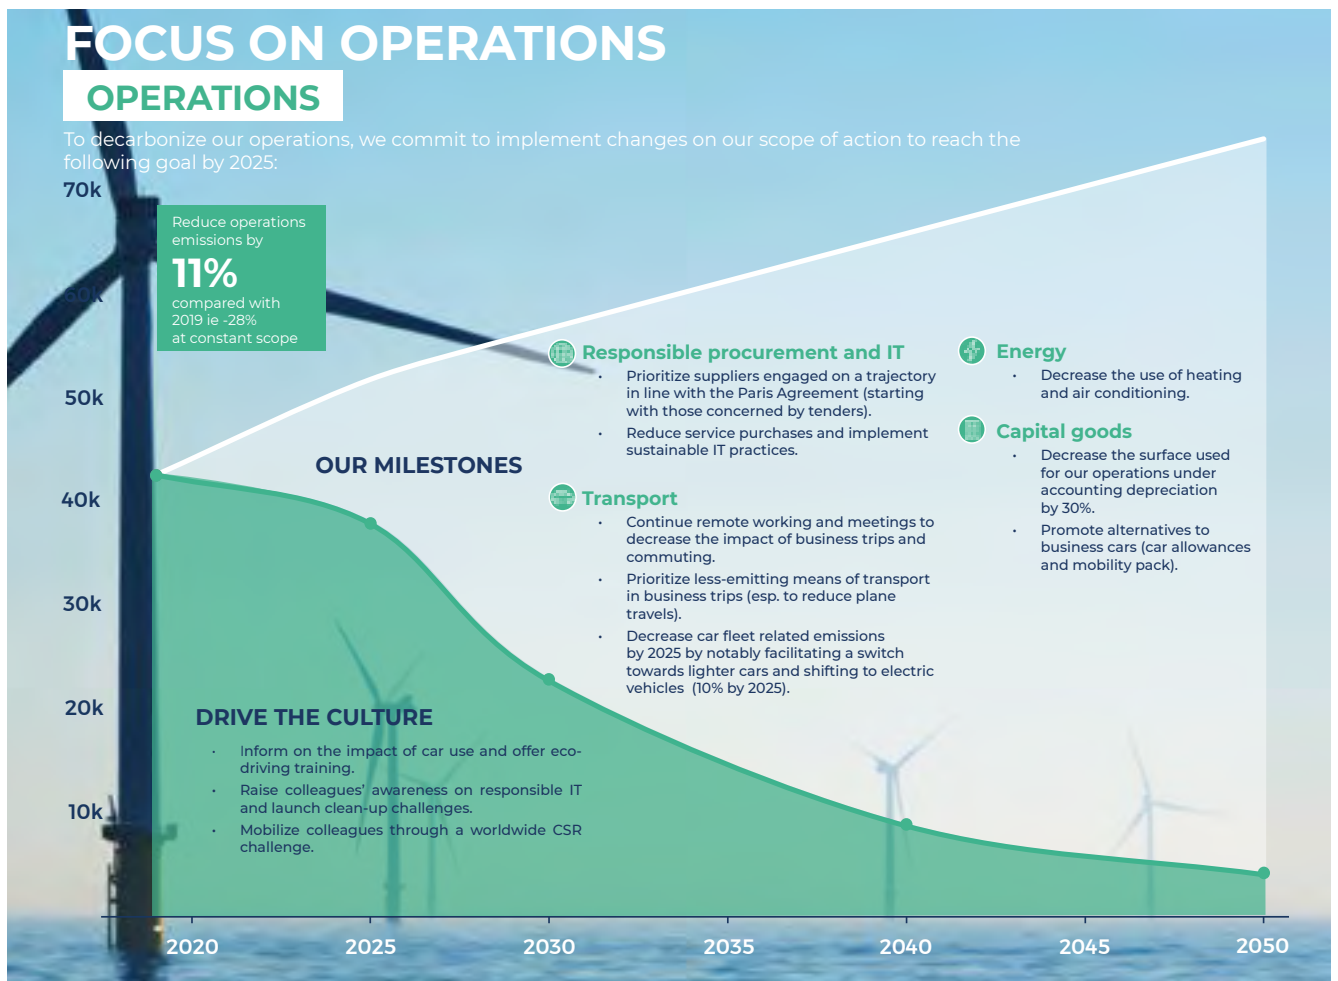 FOCUS ON OPERATIONS
OPERATIONS
To decarbonize our operations, we commit to implement changes on our scope of action to reach the
following goal by 2025:
70k
Reduce operations
emissions by
11%
compared with
2019 ie -28%
at constant scope
60k
50k
40k
30k
20k
10k
OUR MILESTONES
Responsible procurement and IT
• Prioritize suppliers engaged on a trajectory
in line with the Paris Agreement (starting
with those concerned by tenders).
• Reduce service purchases and implement
sustainable IT practices.
Transport
• Continue remote working and meetings to
decrease the impact of business trips and
commuting.
• Prioritize less-emitting means of transport
in business trips (esp. to reduce plane
travels).
• Decrease car fleet related emissions
by 2025 by notably facilitating a switch
towards lighter cars and shifting to electric
vehicles (10% by 2025).
Energy
• Decrease the use of heating
and air conditioning.
Capital goods
• Decrease the surface used
for our operations under
accounting depreciation
by 30%.
• Promote alternatives to
business cars (car allowances
and mobility pack).
DRIVE THE CULTURE
• Inform on the impact of car use and offer eco-
driving training.
• Raise colleagues' awareness on responsible IT
and launch clean-up challenges.
• Mobilize colleagues through a worldwide CSR
challenge.
2020
2025
2030
2035
2040
2045
2050